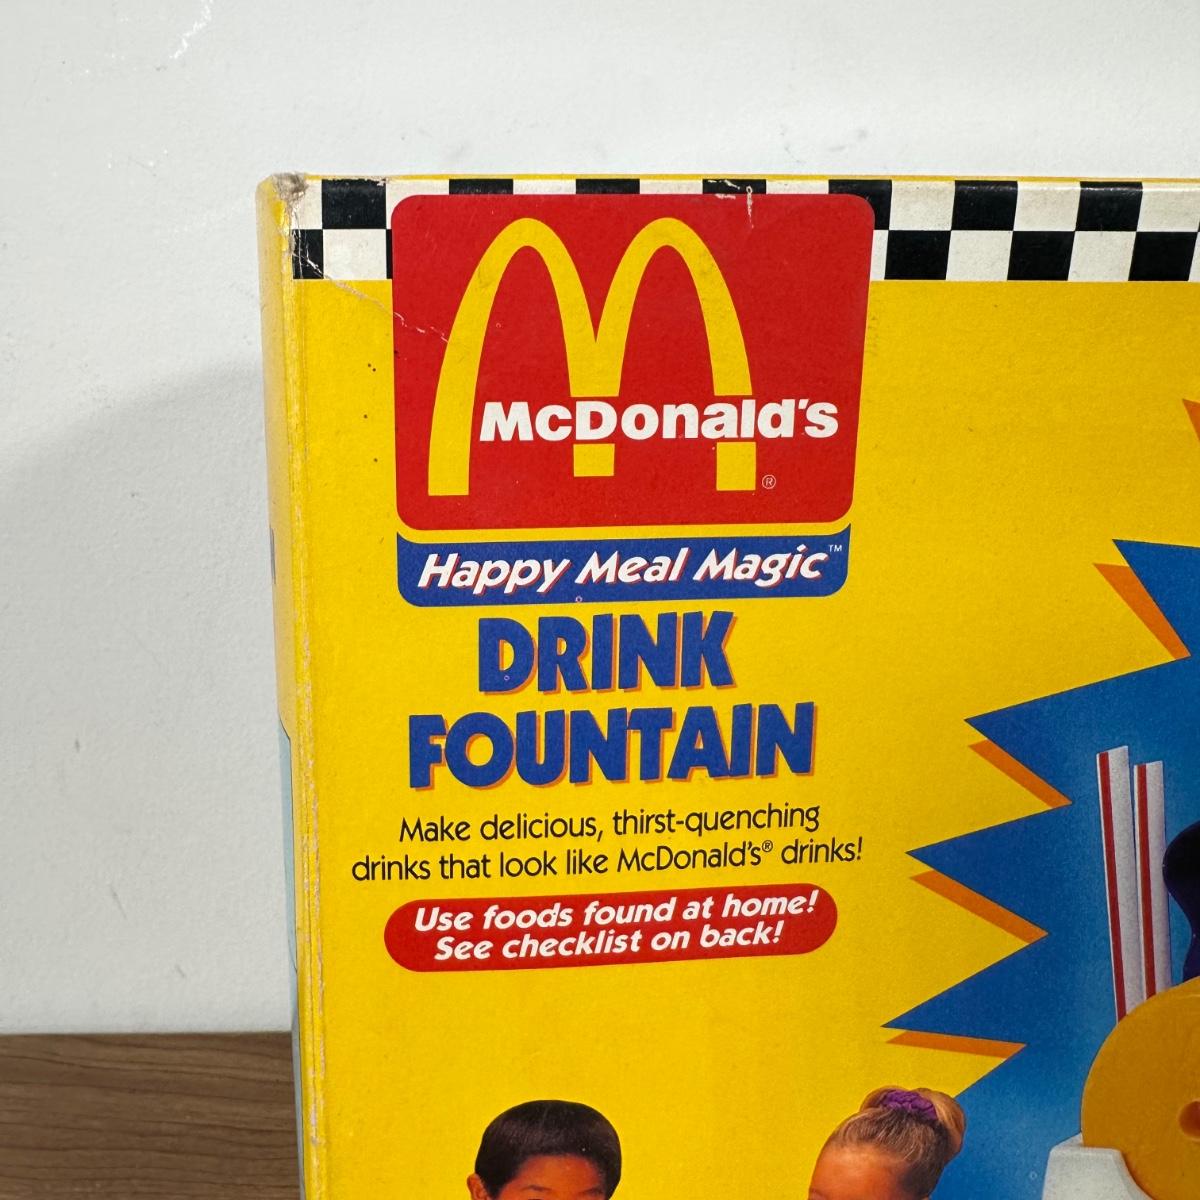 McDonald's
®
Happy Meal Magic™
DRINK
FOUNTAIN
Make delicious, thirst-quenching
drinks that look like McDonald's® drinks!
Use foods found at home!
See checklist on back!